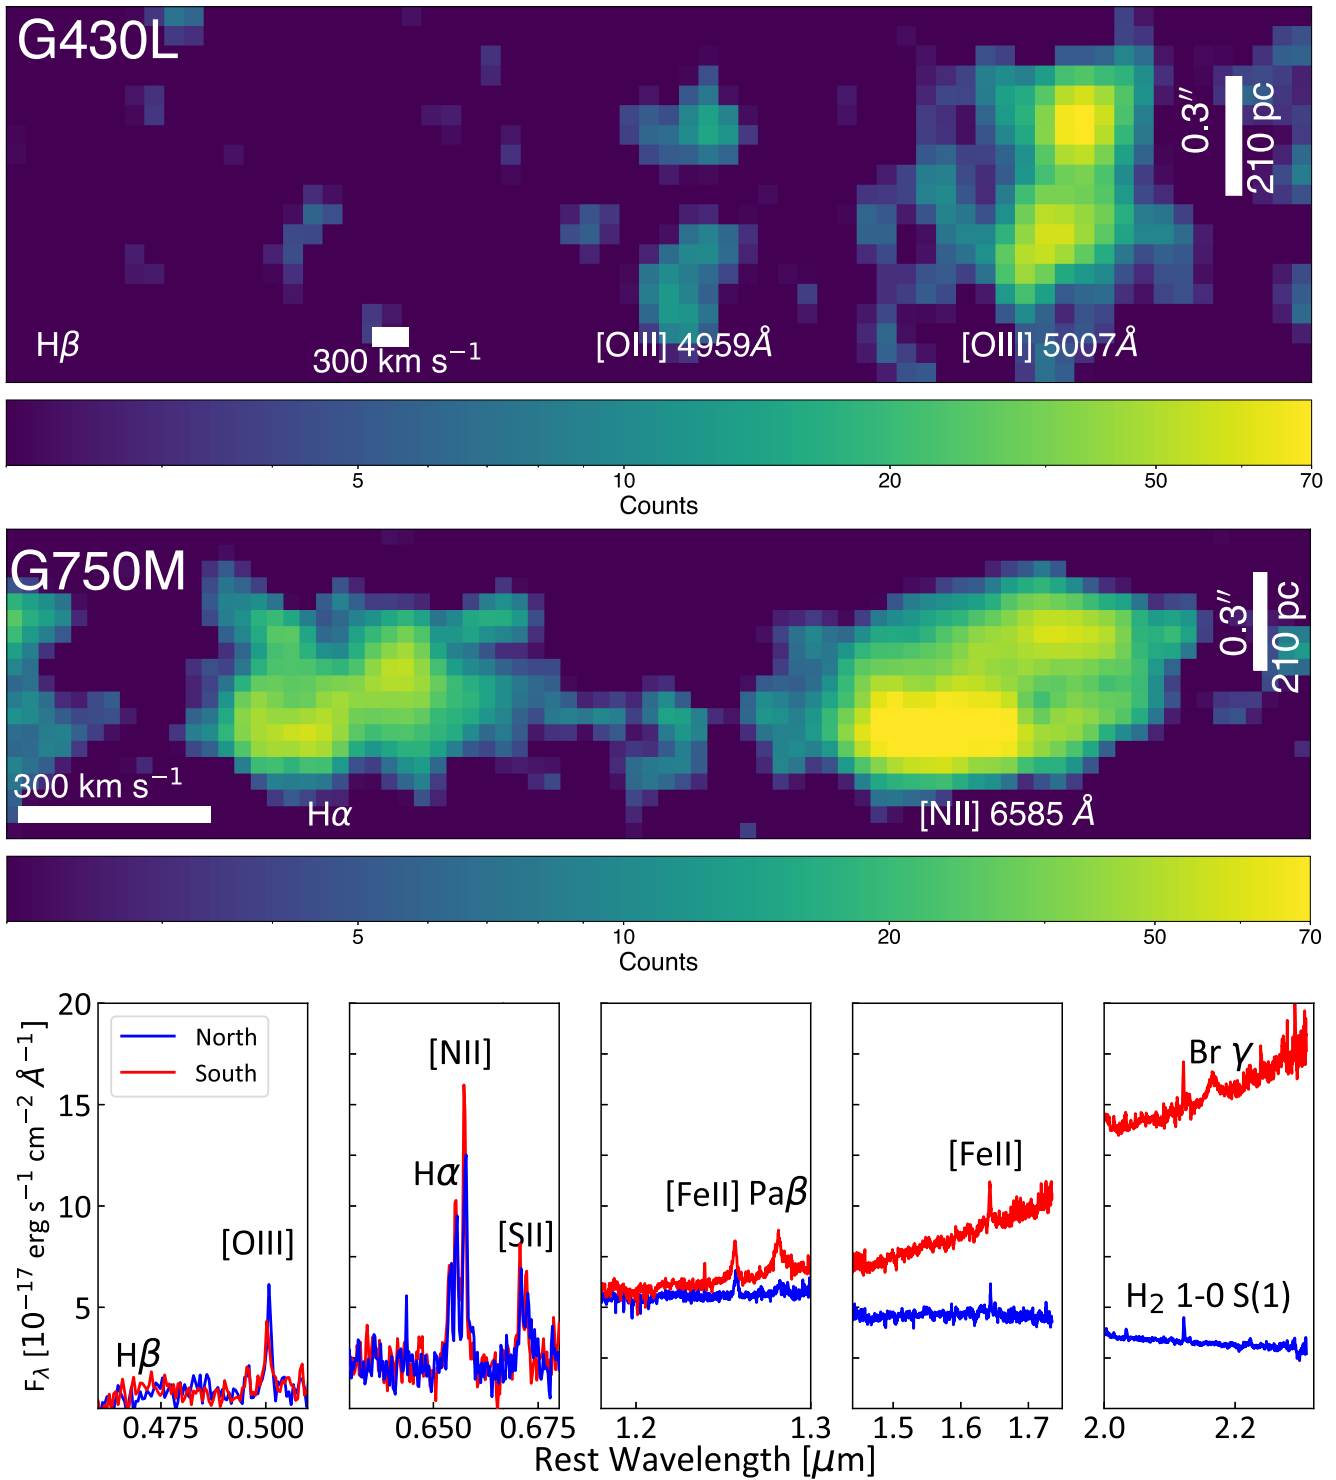 G430L
0.3″
210 pc
Hβ
300 km s⁻¹
[OIII] 4959Å
[OIII] 5007Å
5 10 20 50 70
Counts
G750M
0.3″
210 pc
300 km s⁻¹
Hα
[NII] 6585 Å
5 10 20 50 70
Counts
F_λ [10⁻¹⁷ erg s⁻¹ cm⁻² Å⁻¹]
20
15
10
5
North
South
Hβ
[OIII]
Hα
[NII]
[SII]
[FeII] Paβ
[FeII]
Br γ
H₂ 1-0 S(1)
0.475 0.500 0.650 0.675 1.2 1.3 1.5 1.6 1.7 2.0 2.2
Rest Wavelength [μm]